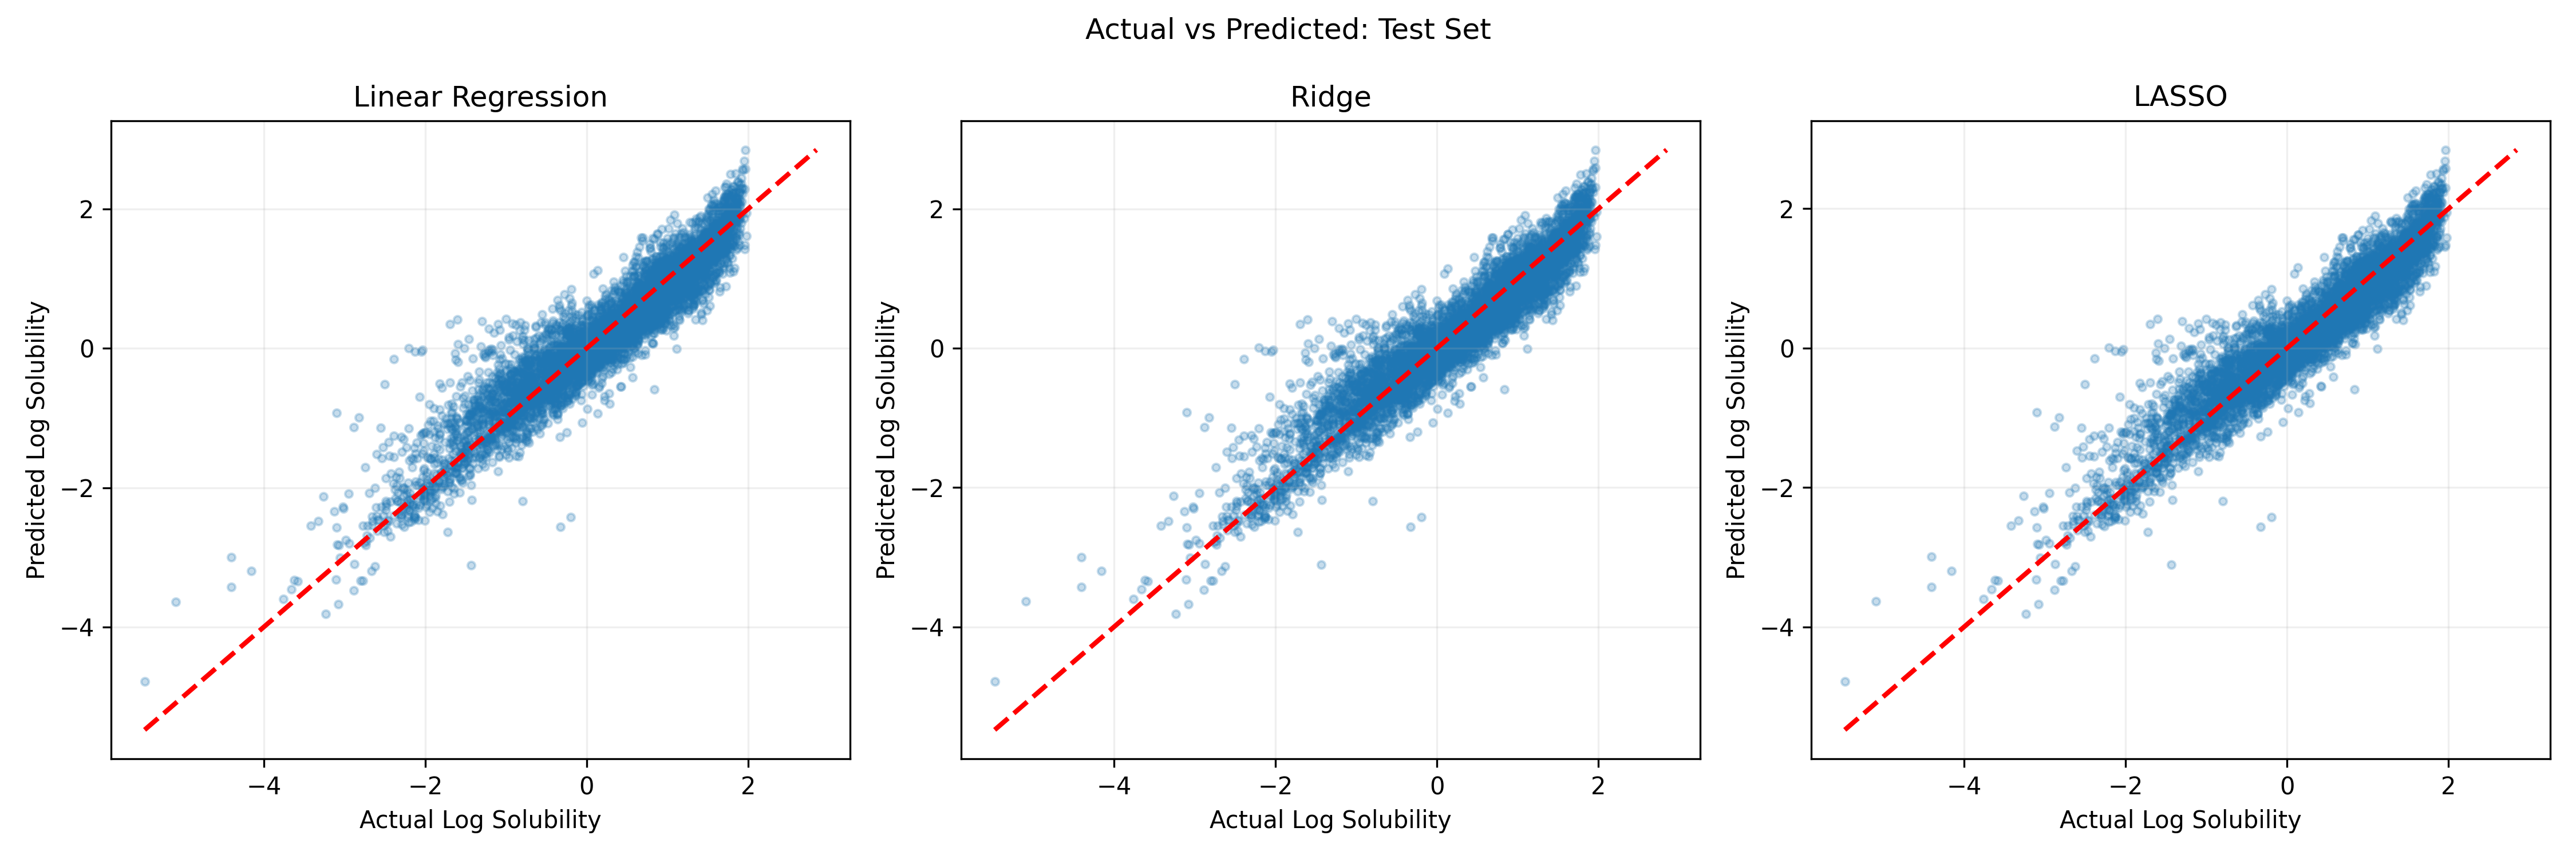 Actual vs Predicted: Test Set
Linear Regression
Predicted Log Solubility
2
0
−2
−4
−4 −2 0 2
Actual Log Solubility
Ridge
Predicted Log Solubility
2
0
−2
−4
−4 −2 0 2
Actual Log Solubility
LASSO
Predicted Log Solubility
2
0
−2
−4
−4 −2 0 2
Actual Log Solubility